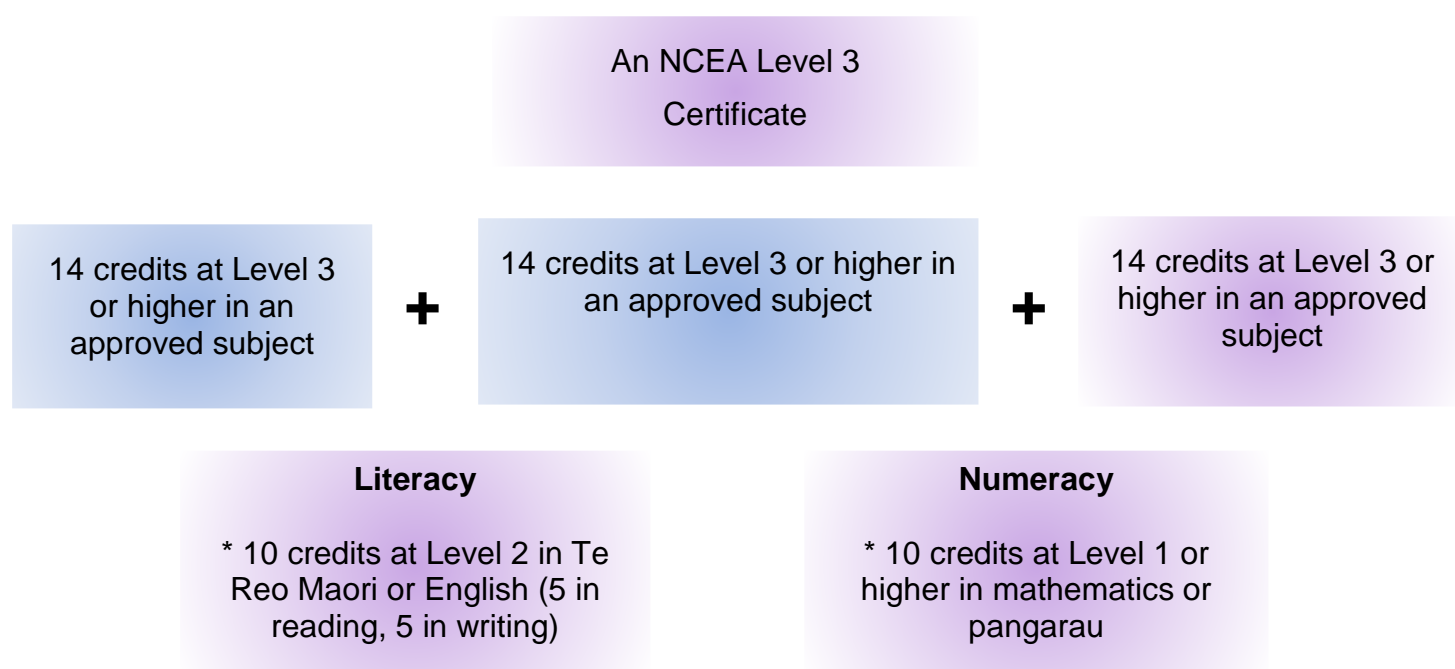 An NCEA Level 3
Certificate
14 credits at Level 3
or higher in an
approved subject
+
14 credits at Level 3 or higher in
an approved subject
+
14 credits at Level 3 or
higher in an approved
subject
Literacy
* 10 credits at Level 2 in Te
Reo Maori or English (5 in
reading, 5 in writing)
Numeracy
* 10 credits at Level 1 or
higher in mathematics or
pangarau